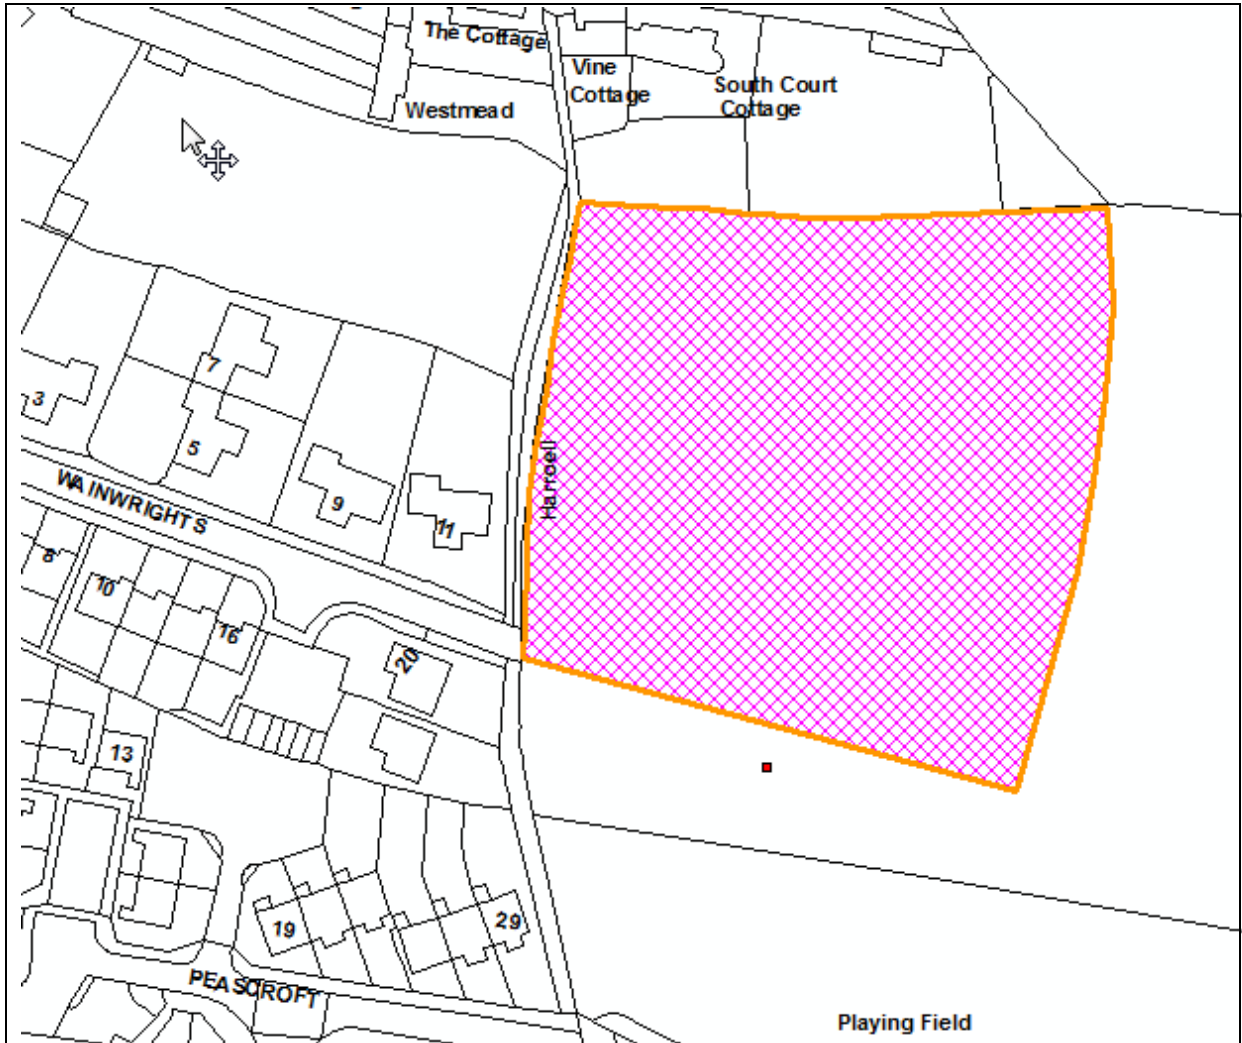 The Cottage
Vine
Cottage
South Court
Cottage
Westmead
7
3
5
WAINWRIGHTS
9
11
Harroell
8
10
16
20
13
19
29
PEASCROFT
Playing Field